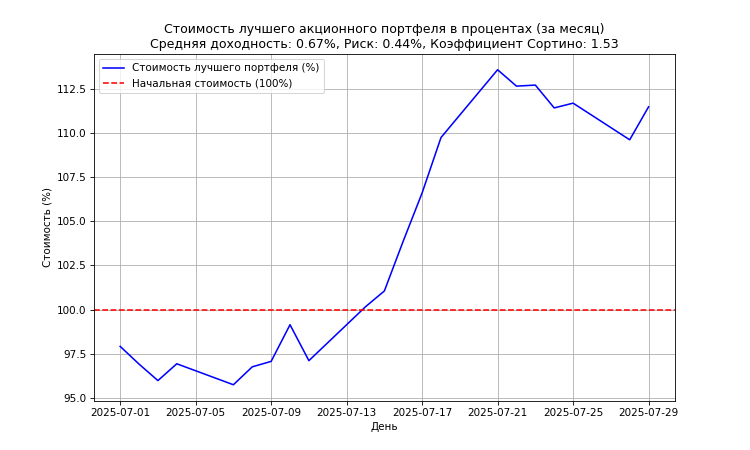 Стоимость лучшего акционного портфеля в процентах (за месяц)
Средняя доходность: 0.67%, Риск: 0.44%, Коэффициент Сортино: 1.53
Стоимость лучшего портфеля (%)
Начальная стоимость (100%)
Стоимость (%)
112.5
110.0
107.5
105.0
102.5
100.0
97.5
95.0
2025-07-01 2025-07-05 2025-07-09 2025-07-13 2025-07-17 2025-07-21 2025-07-25 2025-07-29
День